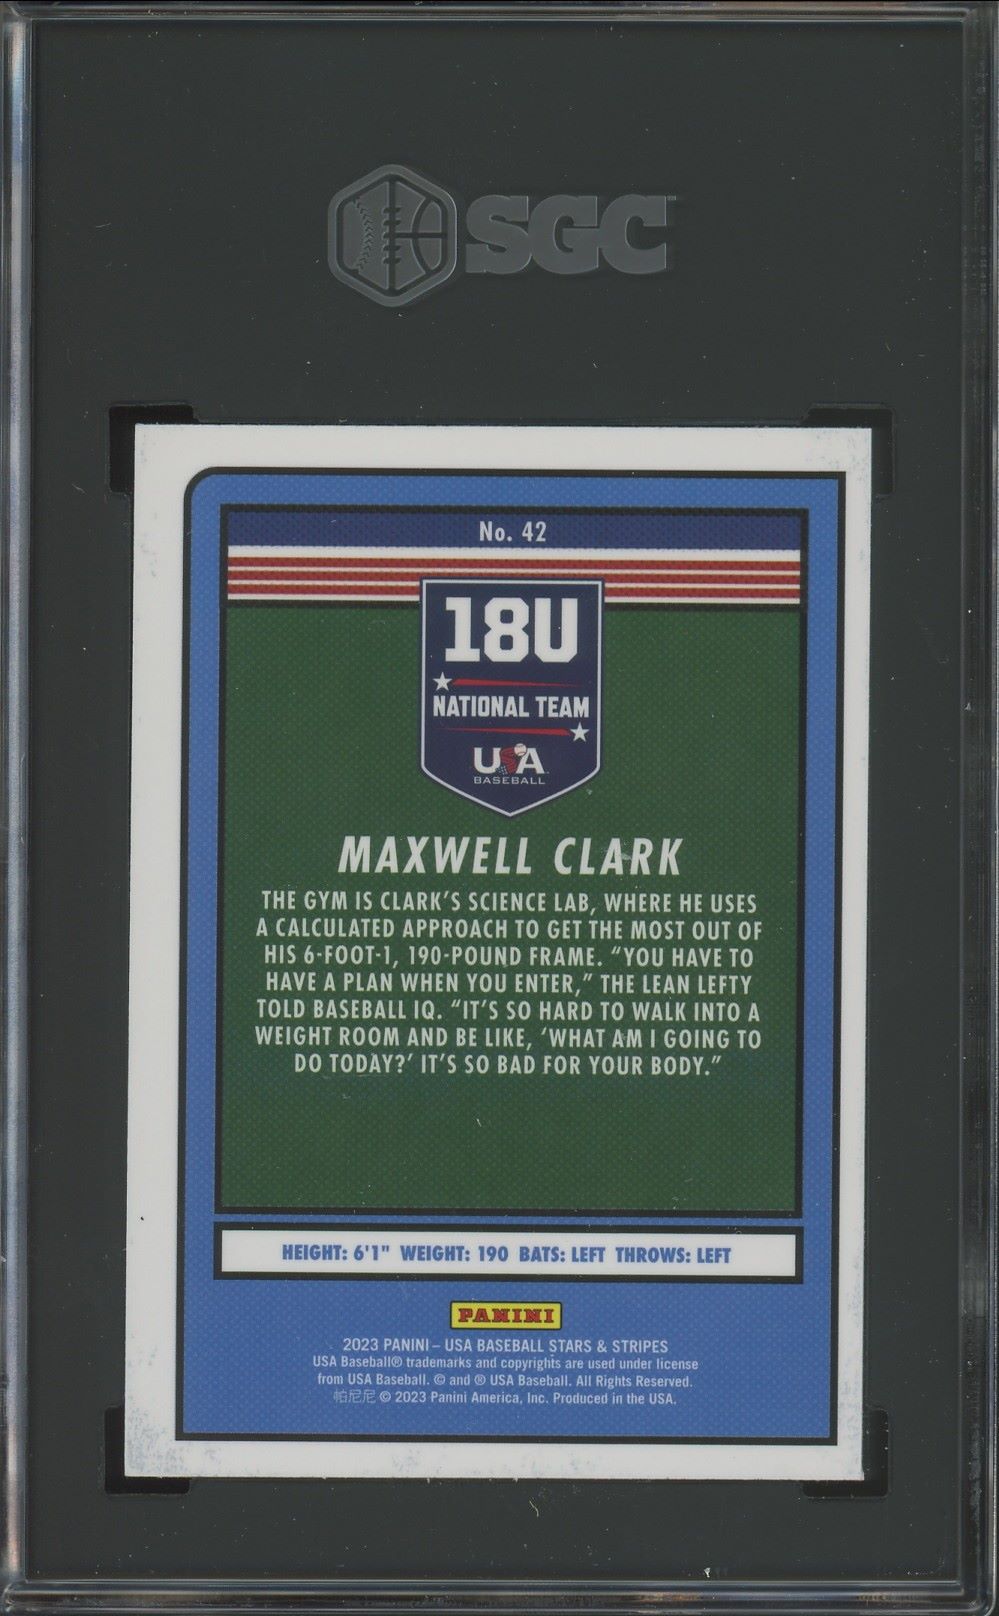 SGC
No. 42
18U
NATIONAL TEAM
USA
BASEBALL
MAXWELL CLARK
THE GYM IS CLARK'S SCIENCE LAB, WHERE HE USES
A CALCULATED APPROACH TO GET THE MOST OUT OF
HIS 6-FOOT-1, 190-POUND FRAME. "YOU HAVE TO
HAVE A PLAN WHEN YOU ENTER," THE LEAN LEFTY
TOLD BASEBALL IQ. "IT'S SO HARD TO WALK INTO A
WEIGHT ROOM AND BE LIKE, 'WHAT AM I GOING TO
DO TODAY?' IT'S SO BAD FOR YOUR BODY."
HEIGHT: 6'1" WEIGHT: 190 BATS: LEFT THROWS: LEFT
PANINI
2023 PANINI – USA BASEBALL STARS & STRIPES
USA Baseball® trademarks and copyrights are used under license
from USA Baseball. © and ® USA Baseball. All Rights Reserved.
帕尼尼 © 2023 Panini America, Inc. Produced in the USA.